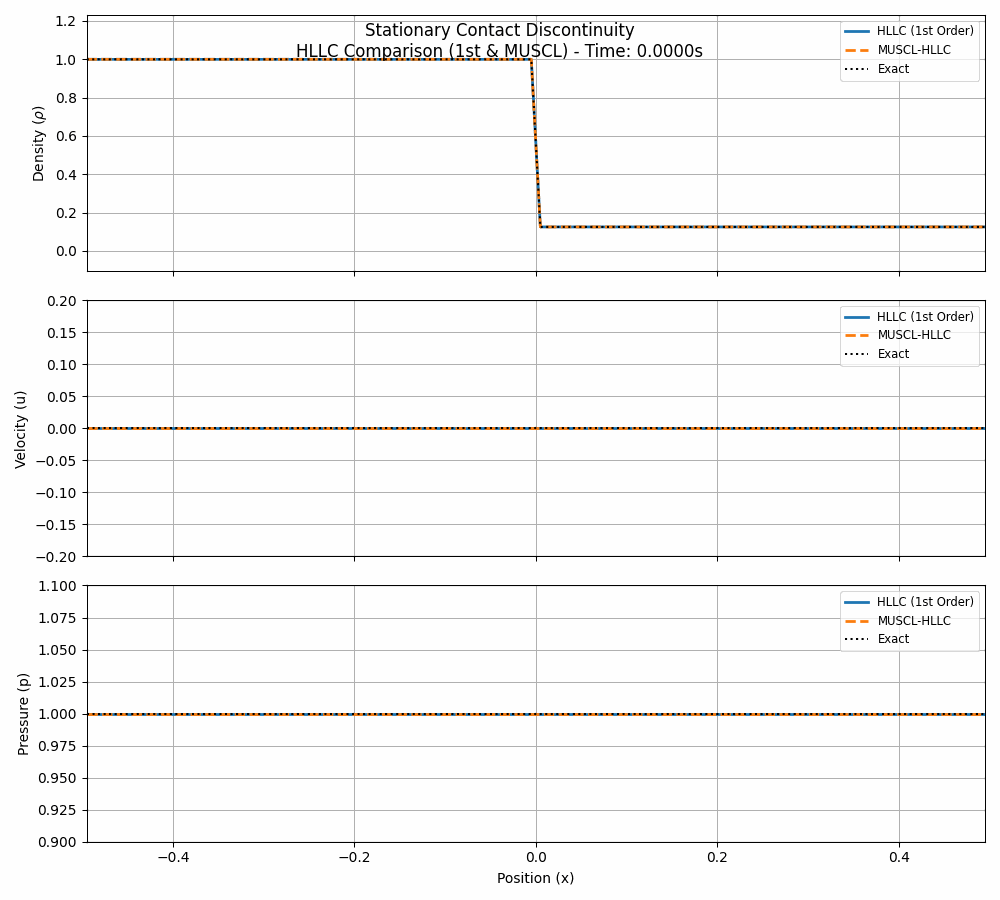 Stationary Contact Discontinuity
HLLC Comparison (1st & MUSCL) - Time: 0.0000s
1.2
1.0
0.8
0.6
0.4
0.2
0.0
Density (ρ)
HLLC (1st Order)
MUSCL-HLLC
Exact
0.20
0.15
0.10
0.05
0.00
−0.05
−0.10
−0.15
−0.20
Velocity (u)
HLLC (1st Order)
MUSCL-HLLC
Exact
1.100
1.075
1.050
1.025
1.000
0.975
0.950
0.925
0.900
Pressure (p)
HLLC (1st Order)
MUSCL-HLLC
Exact
−0.4 −0.2 0.0 0.2 0.4
Position (x)